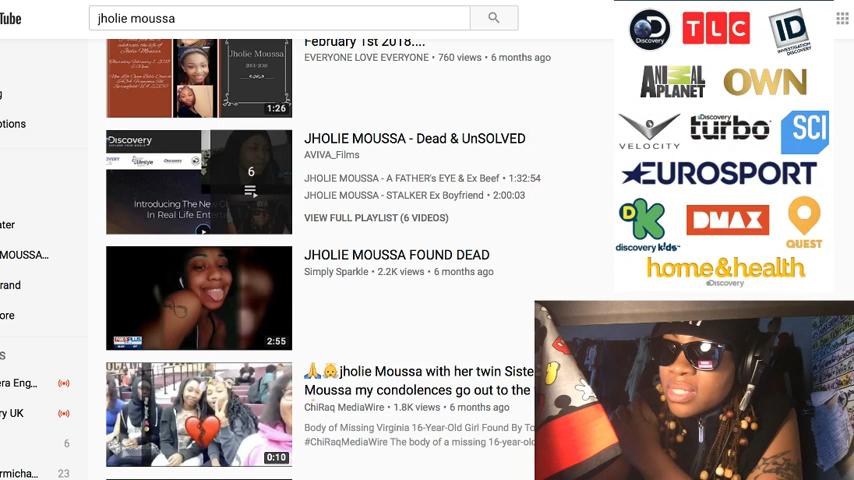 Tube
jholie moussa
February 1st 2018....
EVERYONE LOVE EVERYONE • 760 views • 6 months ago
Jholie Moussa
1:26
JHOLIE MOUSSA - Dead & UnSOLVED
AVIVA_Films
JHOLIE MOUSSA - A FATHER's EYE & Ex Beef • 1:32:54
JHOLIE MOUSSA - STALKER Ex Boyfriend • 2:00:03
VIEW FULL PLAYLIST (6 VIDEOS)
Discovery
6
Introducing The New
In Real Life Enter
JHOLIE MOUSSA FOUND DEAD
Simply Sparkle • 2.2K views • 6 months ago
2:55
🙏👧jholie Moussa with her twin Siste
Moussa my condolences go out to the
ChiRaq MediaWire • 1.8K views • 6 months ago
Body of Missing Virginia 16-Year-Old Girl Found By To
#ChiRaqMediaWire The body of a missing 16-year-ol
0:10
g
ptions
ater
MOUSSA...
rand
ore
S
era Eng...
ry UK
6
rmicha...
23
Discovery
TLC
ID
INVESTIGATION DISCOVERY
ANIMAL PLANET
OWN
VELOCITY
Discovery turbo
SCI
EUROSPORT
DK
discovery kids
DMAX
QUEST
home&health
Discovery